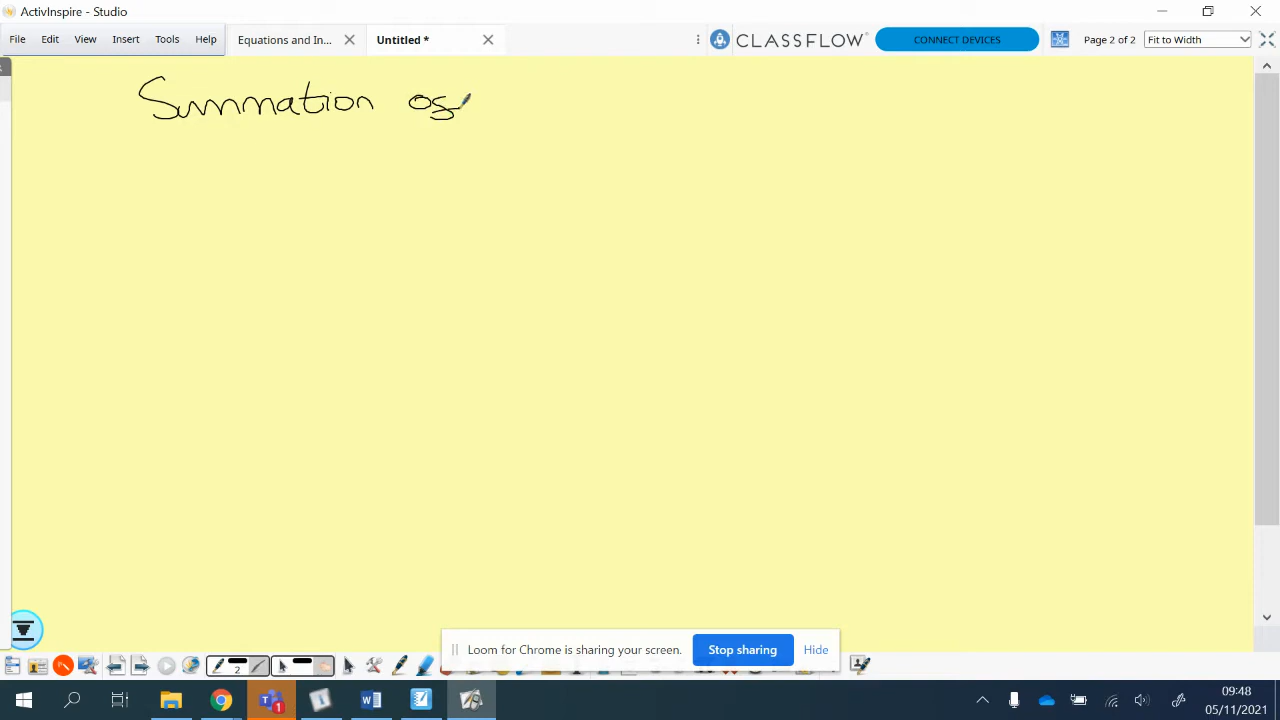 ActivInspire - Studio
File Edit View Insert Tools Help Equations and In... Untitled * CLASSFLOW CONNECT DEVICES Page 2 of 2 Fit to Width
Summation of
Loom for Chrome is sharing your screen. Stop sharing Hide
2
1
09:48
05/11/2021